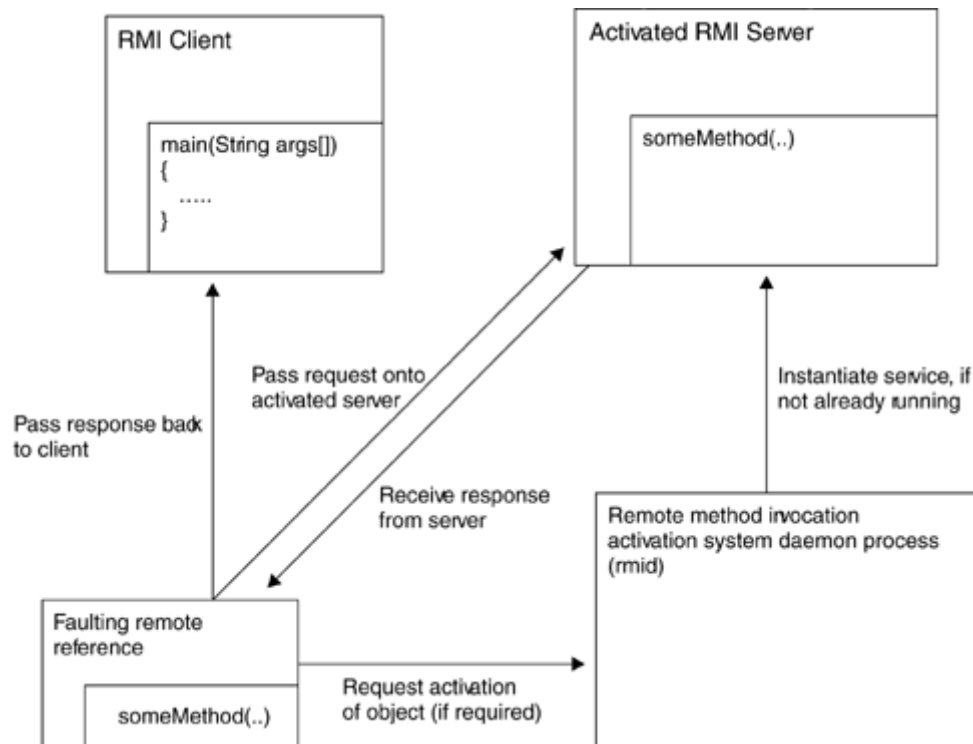 RMI Client
main(String args[])
{
.....
}
Activated RMI Server
someMethod(..)
Pass request onto
activated server
Instantiate service, if
not already running
Pass response back
to client
Receive response
from server
Remote method invocation
activation system daemon process
(rmid)
Faulting remote
reference
someMethod(..)
Request activation
of object (if required)